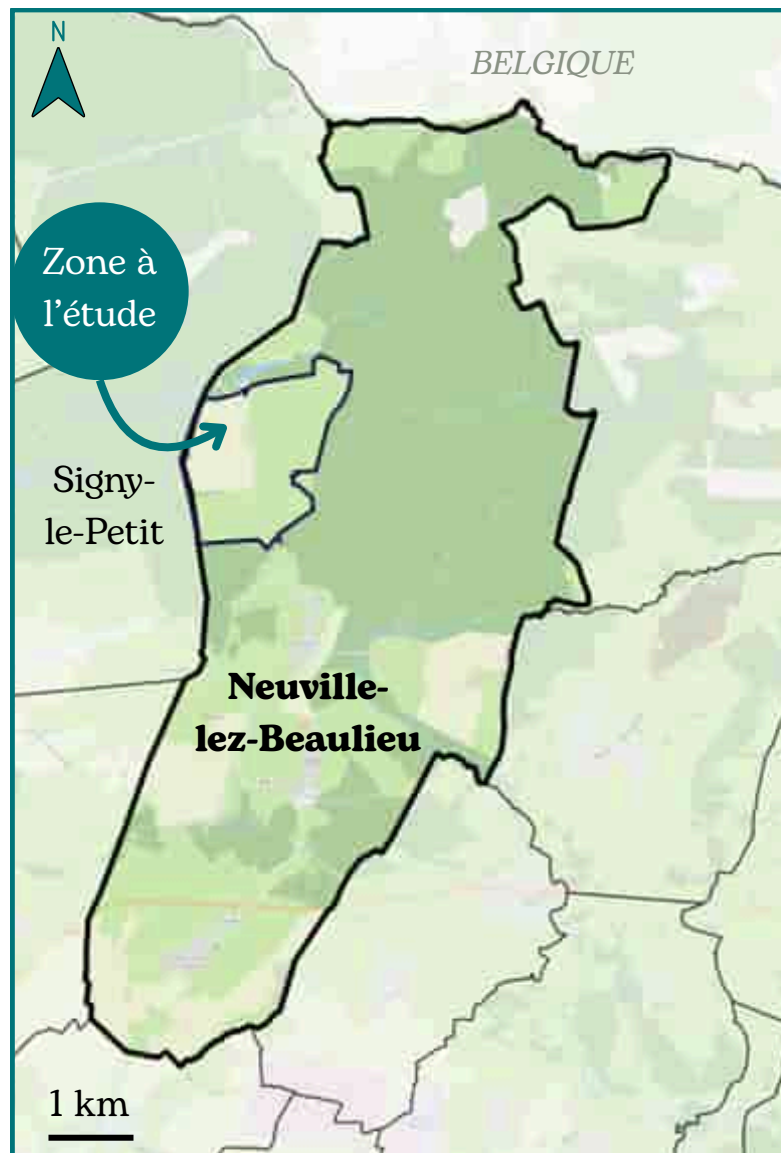 N
BELGIQUE
Zone à
l’étude
Signy-
le-Petit
Neuville-
lez-Beaulieu
1 km